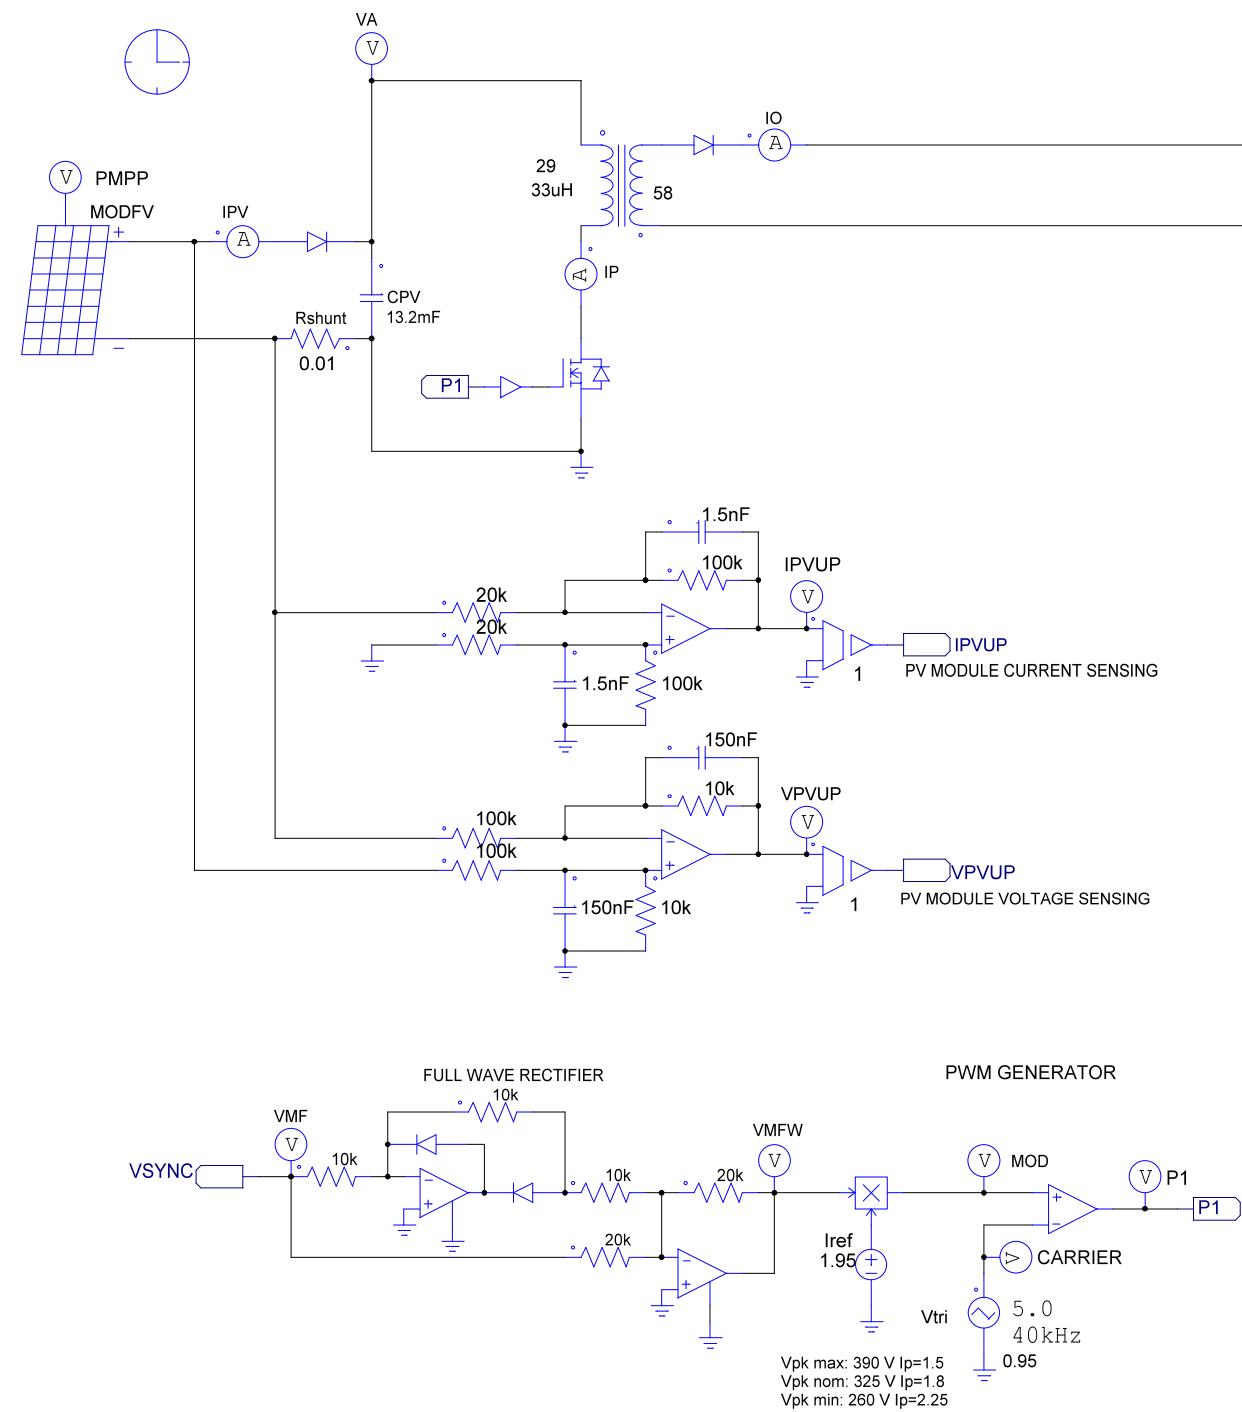 VA
V
IO
A
29
33uH
58
V
PMPP
MODFV
+
IPV
A
A
IP
CPV
13.2mF
Rshunt
0.01
−
P1
1.5nF
100k
IPVUP
V
20k
20k
−
+
IPVUP
1.5nF
100k
1
PV MODULE CURRENT SENSING
150nF
10k
VPVUP
V
100k
100k
−
+
VPVUP
150nF
10k
1
PV MODULE VOLTAGE SENSING
FULL WAVE RECTIFIER
PWM GENERATOR
10k
VMF
V
VMFW
V
10k
VSYNC
−
+
10k
20k
V
MOD
V
P1
+
−
P1
20k
−
+
Iref
1.95
+
−
V
CARRIER
Vtri
5.0
40kHz
0.95
Vpk max: 390 V Ip=1.5
Vpk nom: 325 V Ip=1.8
Vpk min: 260 V Ip=2.25